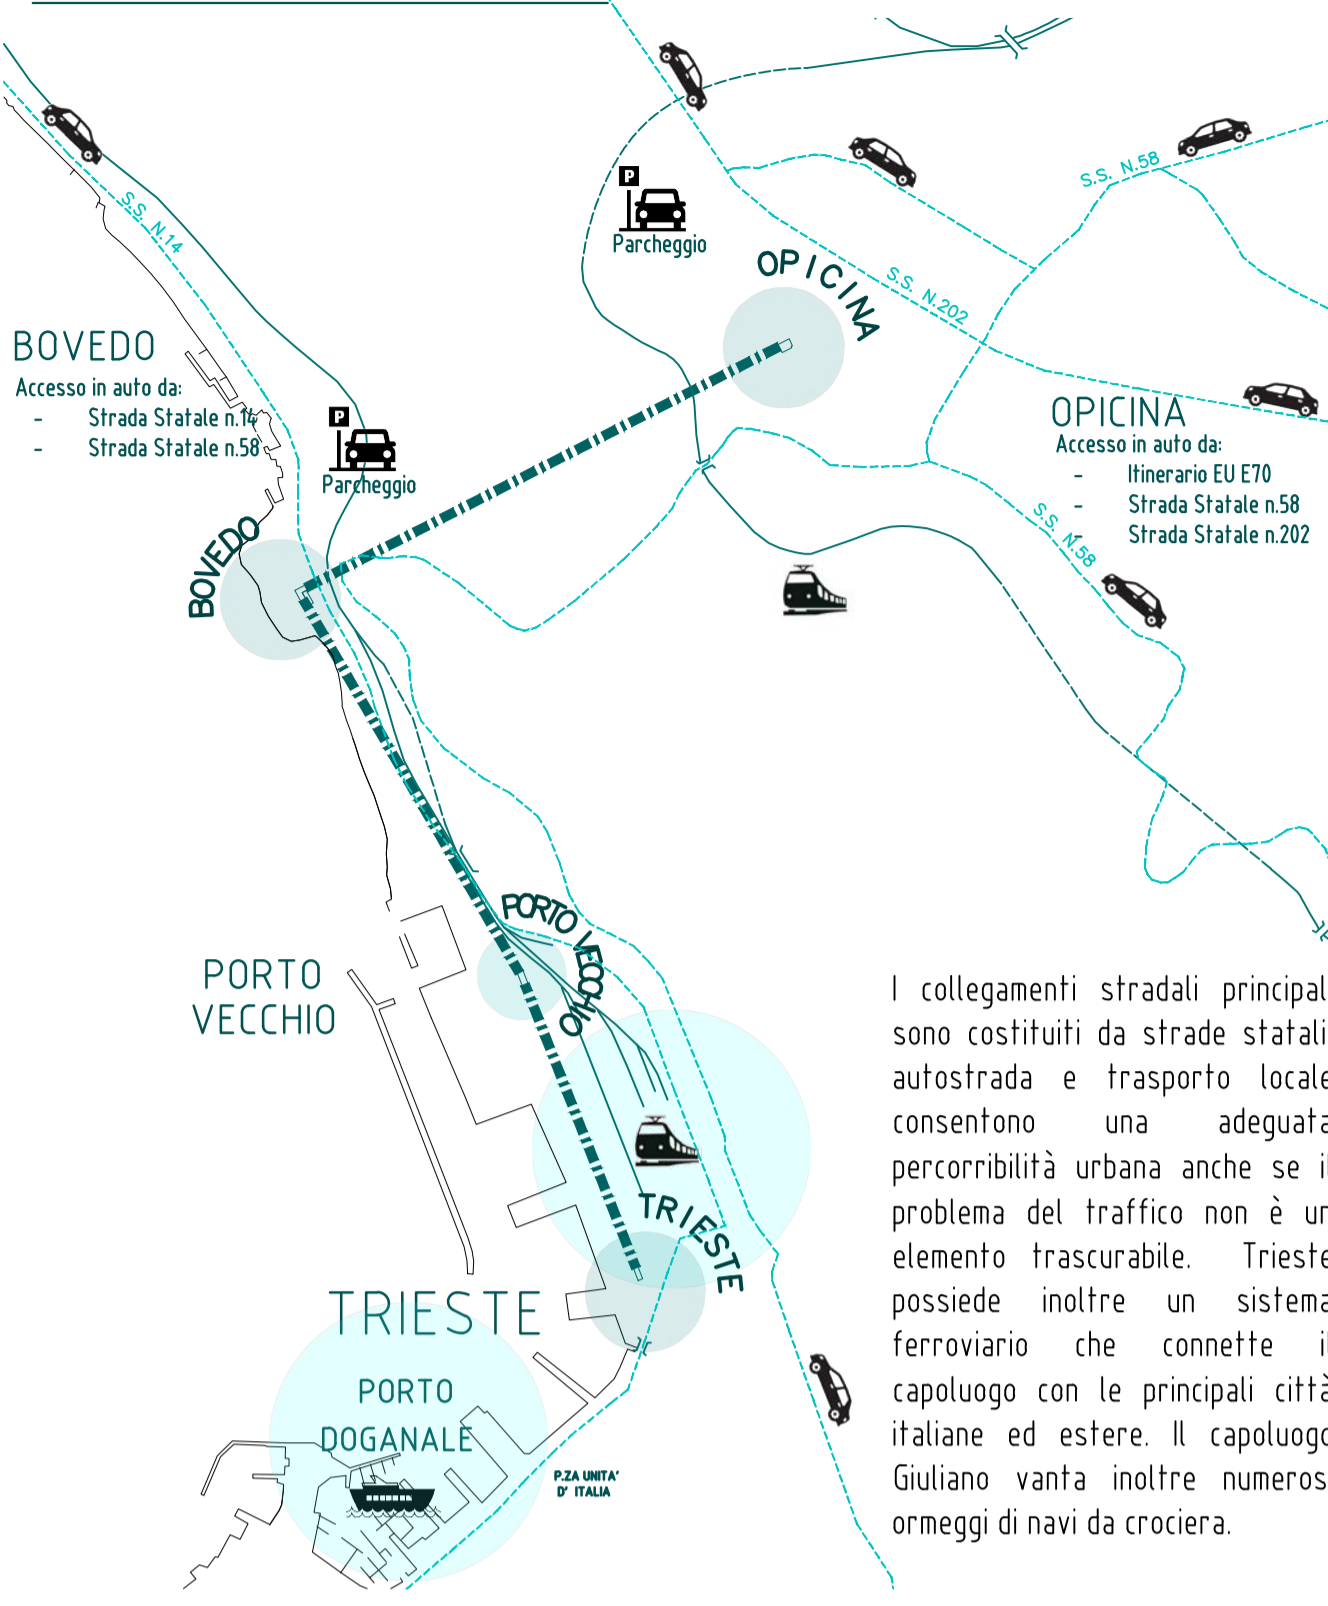 S.S. N.14
P
Parcheggio
OPICINA
S.S. N.58
S.S. N.202
BOVEDO
Accesso in auto da:
- Strada Statale n.14
- Strada Statale n.58
P
Parcheggio
OPICINA
Accesso in auto da:
- Itinerario EU E70
- Strada Statale n.58
- Strada Statale n.202
S.S. N.58
BOVEDO
PORTO VECCHIO
PORTO
VECCHIO
TRIESTE
TRIESTE
PORTO
DOGANALE
P.ZA UNITA'
D' ITALIA
I collegamenti stradali principal
sono costituiti da strade statali
autostrada e trasporto locale
consentono una adeguata
percorribilità urbana anche se il
problema del traffico non è un
elemento trascurabile. Trieste
possiede inoltre un sistema
ferroviario che connette il
capoluogo con le principali città
italiane ed estere. Il capoluogo
Giuliano vanta inoltre numeros
ormeggi di navi da crociera.